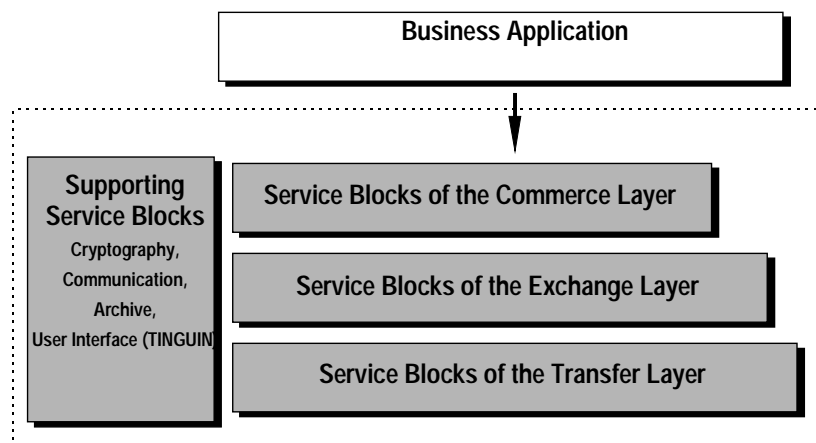 Business Application
Supporting
Service Blocks
Cryptography,
Communication,
Archive,
User Interface (TINGUIN)
Service Blocks of the Commerce Layer
Service Blocks of the Exchange Layer
Service Blocks of the Transfer Layer